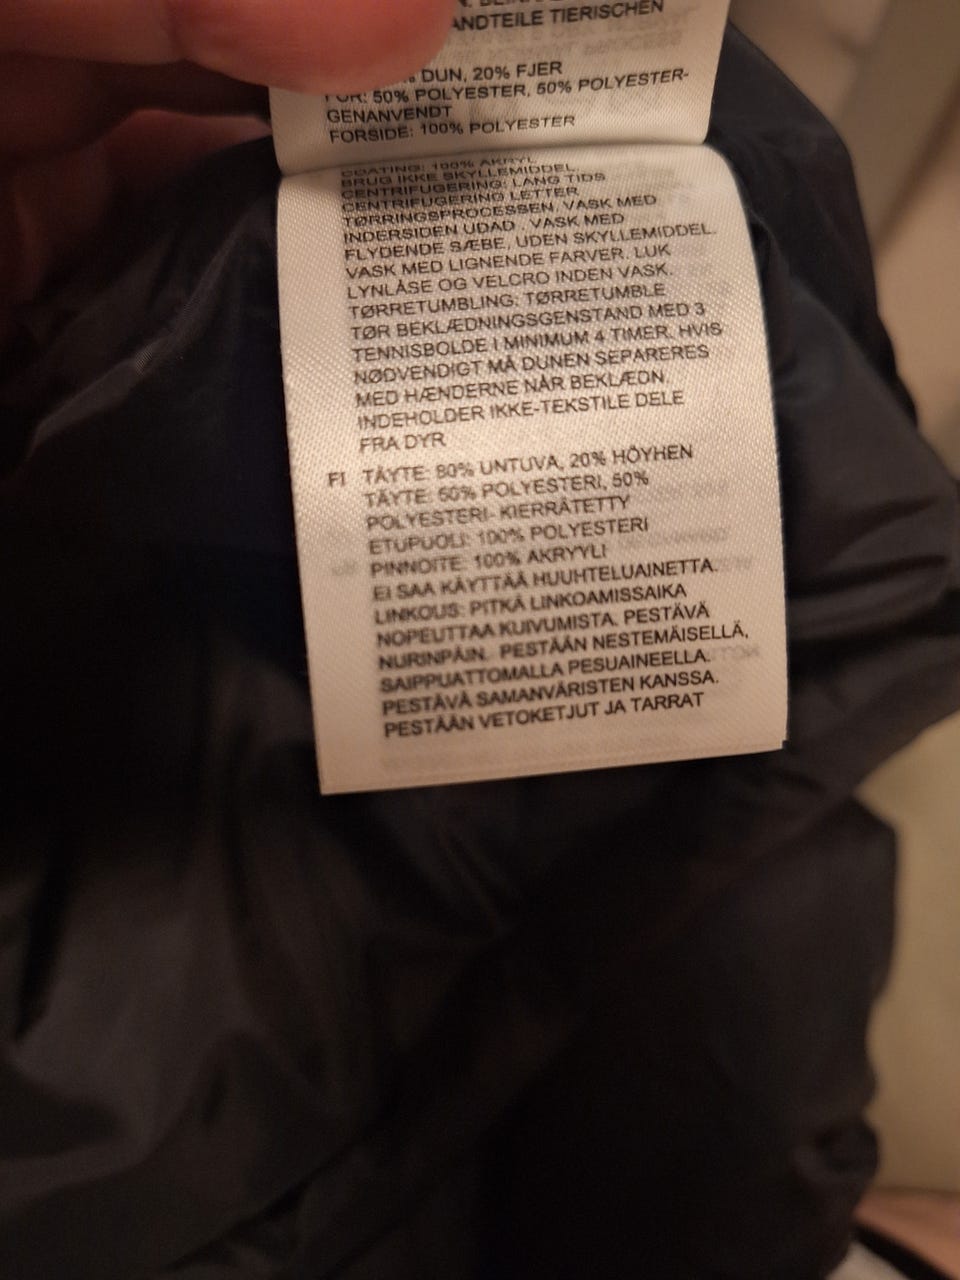 ANDTEILE TIERISCHEN
DUN, 20% FJER
FOR: 50% POLYESTER, 50% POLYESTER-
GENANVENDT
FORSIDE: 100% POLYESTER
COATING: 100% AKRYL
BRUG IKKE SKYLLEMIDDEL.
CENTRIFUGERING: LANG TIDS
CENTRIFUGERING LETTER
TØRRINGSPROCESSEN. VASK MED
INDERSIDEN UDAD . VASK MED
FLYDENDE SÆBE, UDEN SKYLLEMIDDEL.
VASK MED LIGNENDE FARVER. LUK
LYNLÅSE OG VELCRO INDEN VASK.
TØRRETUMBLING: TØRRETUMBLE
TØR BEKLÆDNINGSGENSTAND MED 3
TENNISBOLDE I MINIMUM 4 TIMER. HVIS
NØDVENDIGT MÅ DUNEN SEPARERES
MED HÆNDERNE NÅR BEKLÆDN.
INDEHOLDER IKKE-TEKSTILE DELE
FRA DYR
FI TÄYTE: 80% UNTUVA, 20% HÖYHEN
TÄYTE: 50% POLYESTERI, 50%
POLYESTERI- KIERRÄTETTY
ETUPUOLI: 100% POLYESTERI
PINNOITE: 100% AKRYYLI
EI SAA KÄYTTÄÄ HUUHTELUAINETTA.
LINKOUS: PITKÄ LINKOAMISSAIKA
NOPEUTTAA KUIVUMISTA. PESTÄVÄ
NURINPÄIN. PESTÄÄN NESTEMÄISELLÄ,
SAIPPUATTOMALLA PESUAINEELLA.
PESTÄVÄ SAMANVÄRISTEN KANSSA.
PESTÄÄN VETOKETJUT JA TARRAT